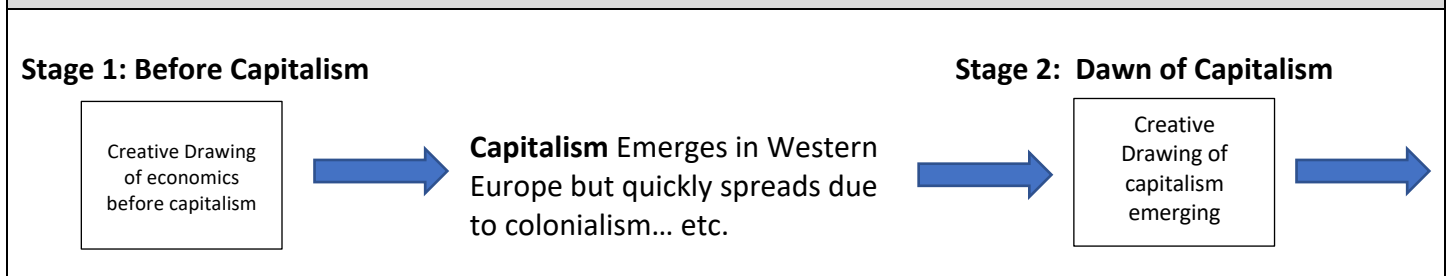 Stage 1: Before Capitalism
Creative Drawing
of economics
before capitalism
Capitalism Emerges in Western
Europe but quickly spreads due
to colonialism… etc.
Stage 2:  Dawn of Capitalism
Creative
Drawing of
capitalism
emerging